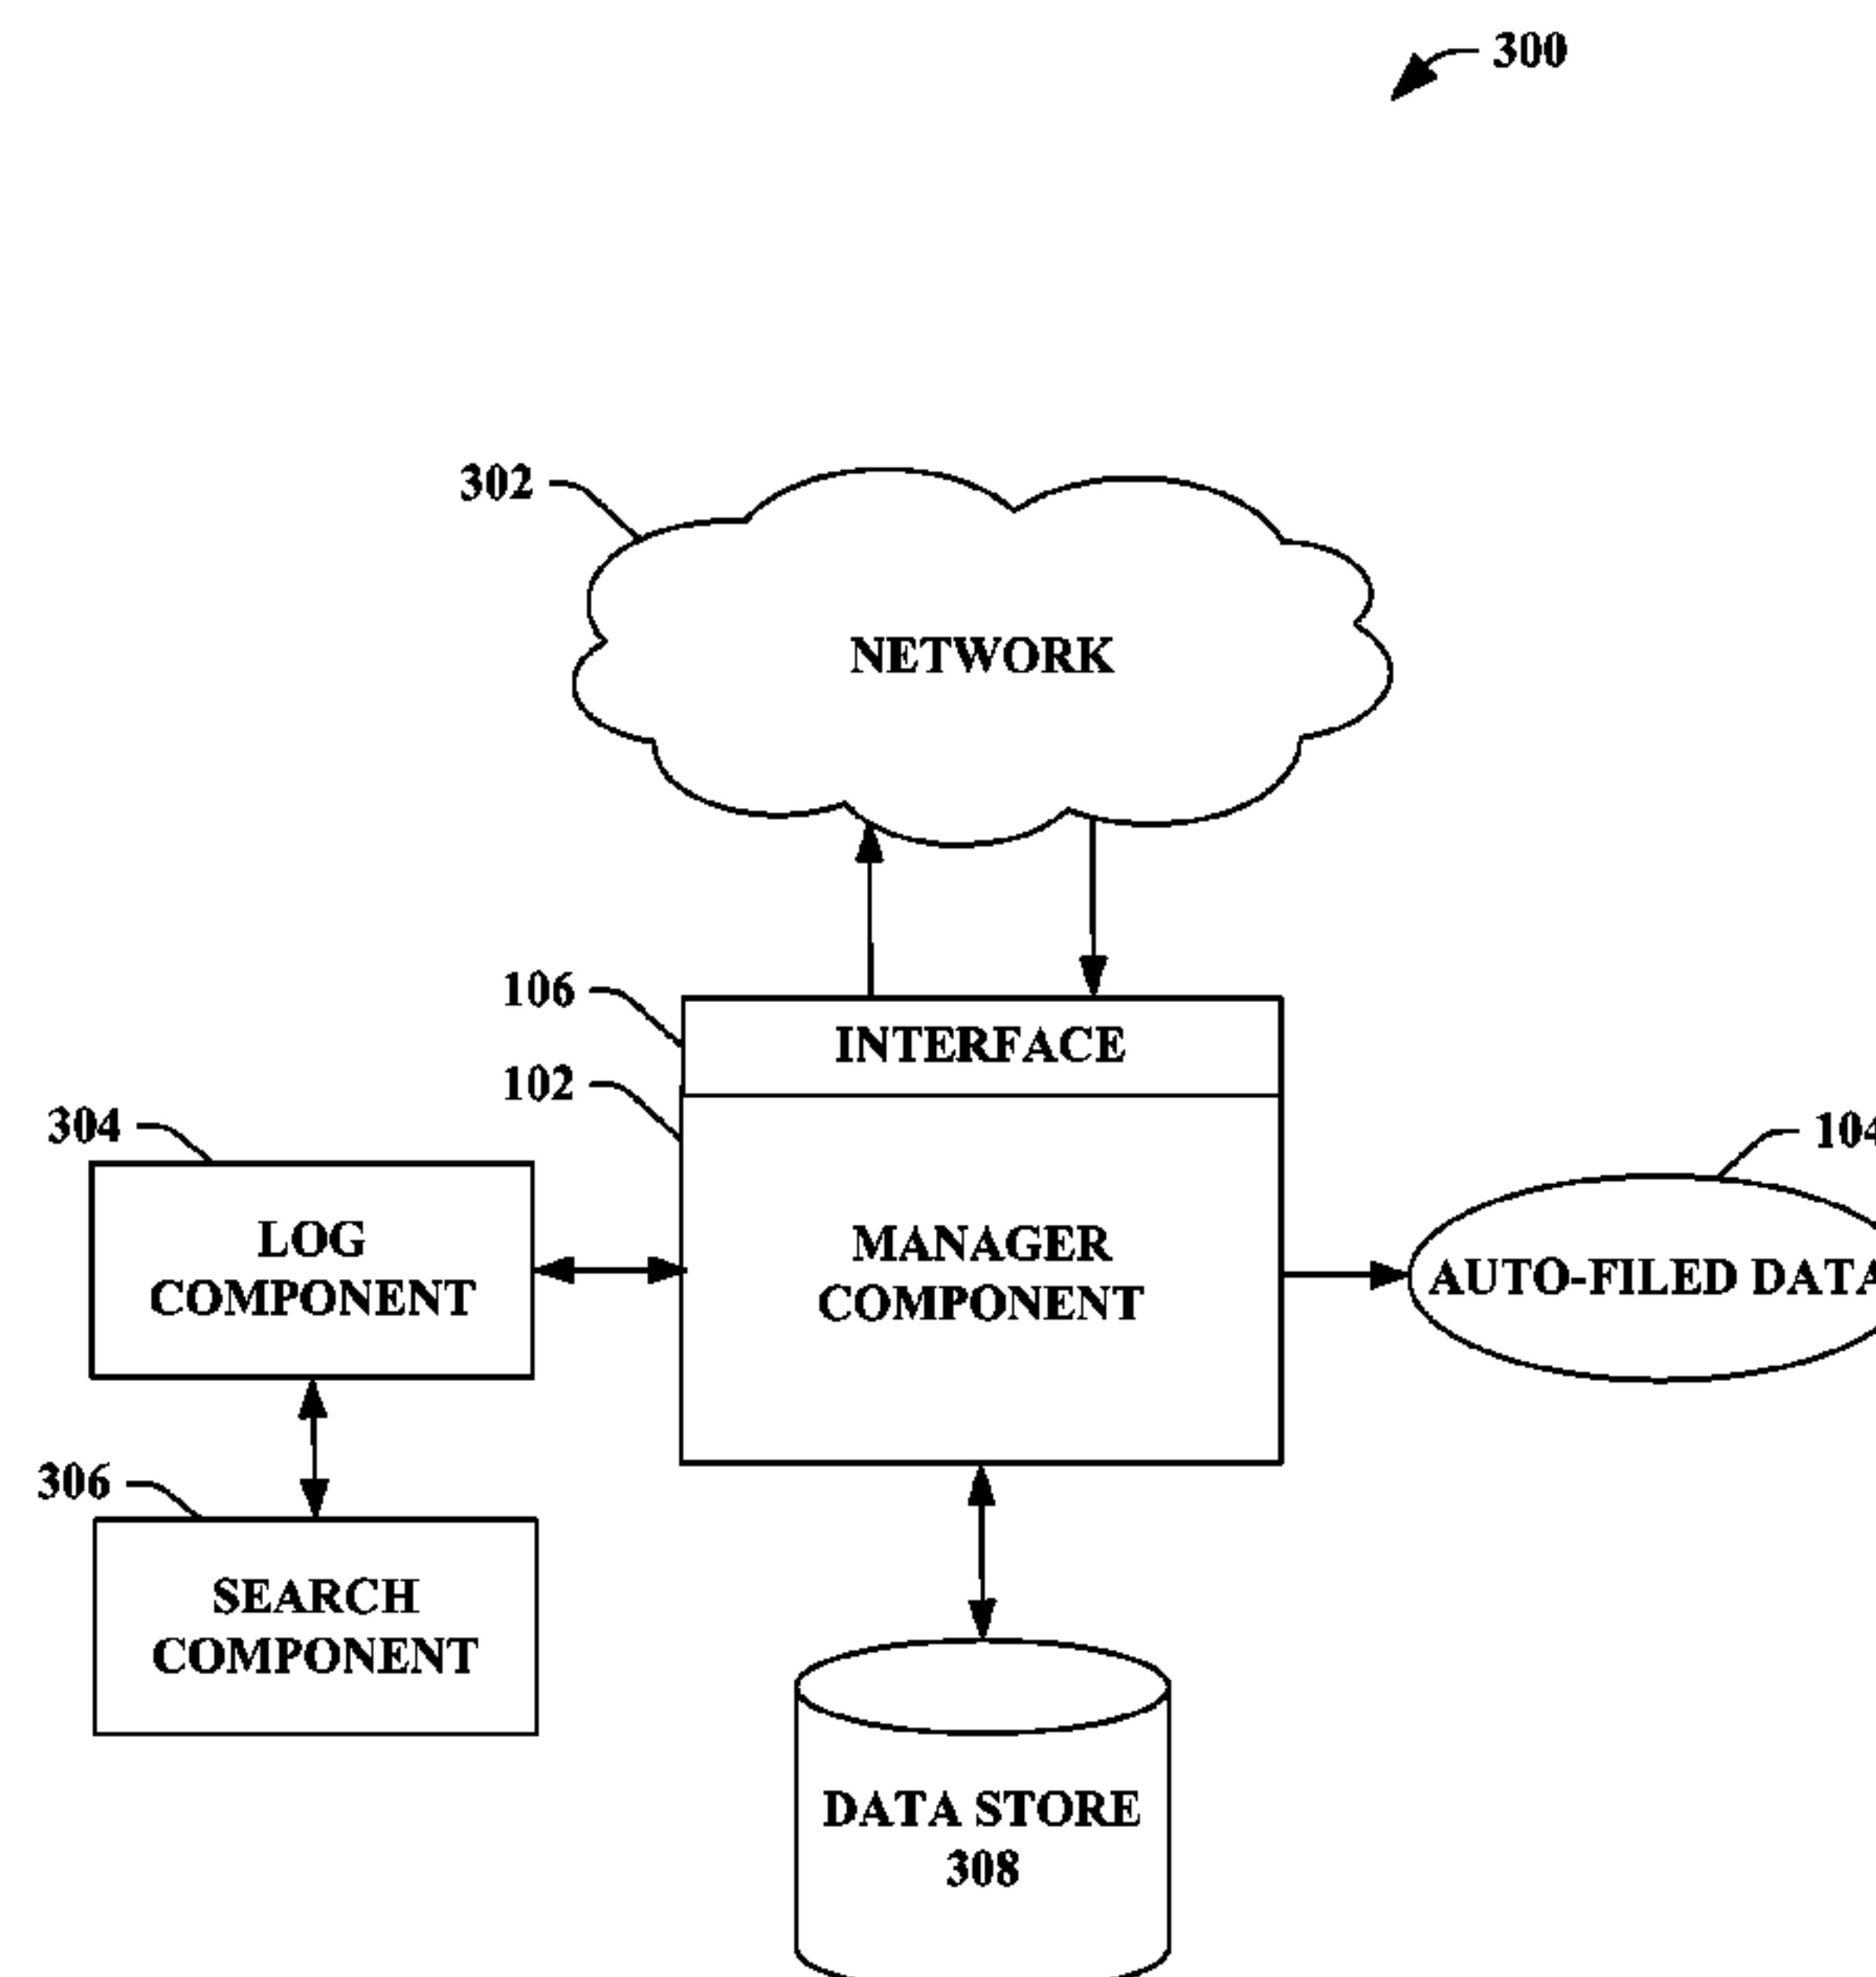 300
302
NETWORK
106
INTERFACE
102
304
104
LOG
COMPONENT
MANAGER
COMPONENT
AUTO-FILED DATA
306
SEARCH
COMPONENT
DATA STORE
308